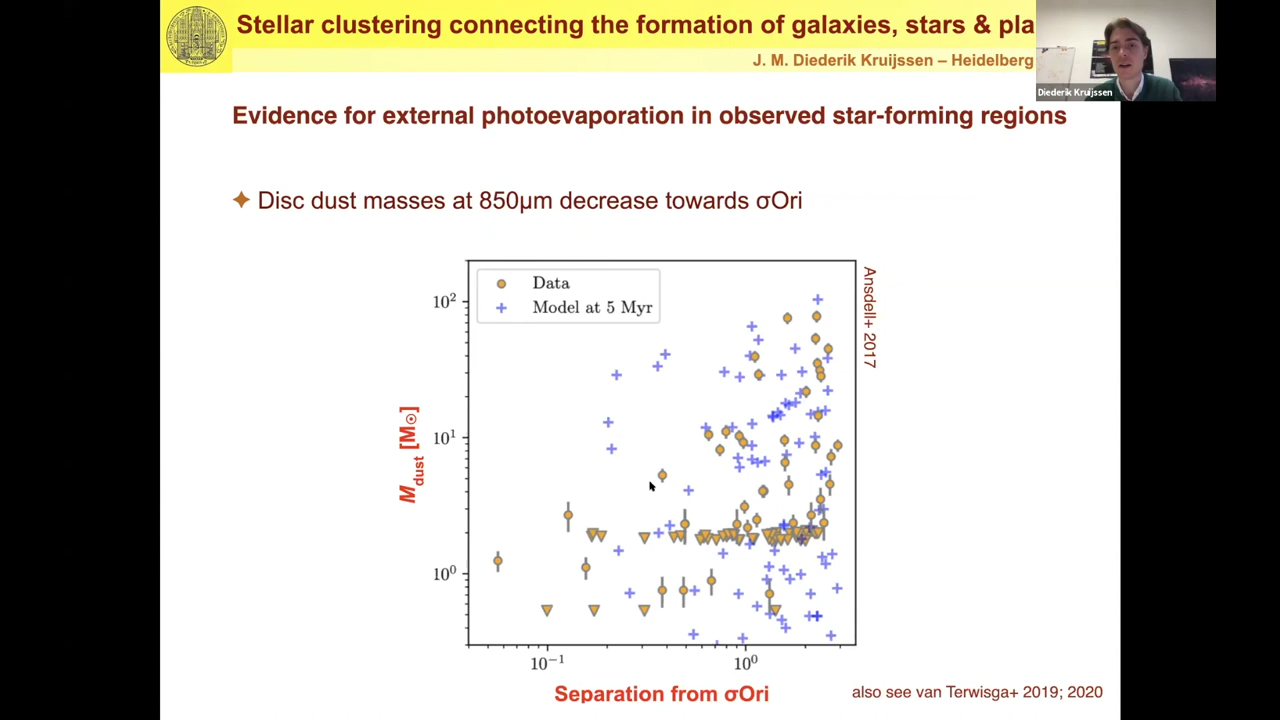 Stellar clustering connecting the formation of galaxies, stars & pla
J. M. Diederik Kruijssen – Heidelberg
Diederik Kruijssen
Evidence for external photoevaporation in observed star-forming regions
✦ Disc dust masses at 850μm decrease towards σOri
Data
Model at 5 Myr
10²
10¹
10⁰
M_dust [M☉]
Ansdell+ 2017
10⁻¹
10⁰
Separation from σOri
also see van Terwisga+ 2019; 2020